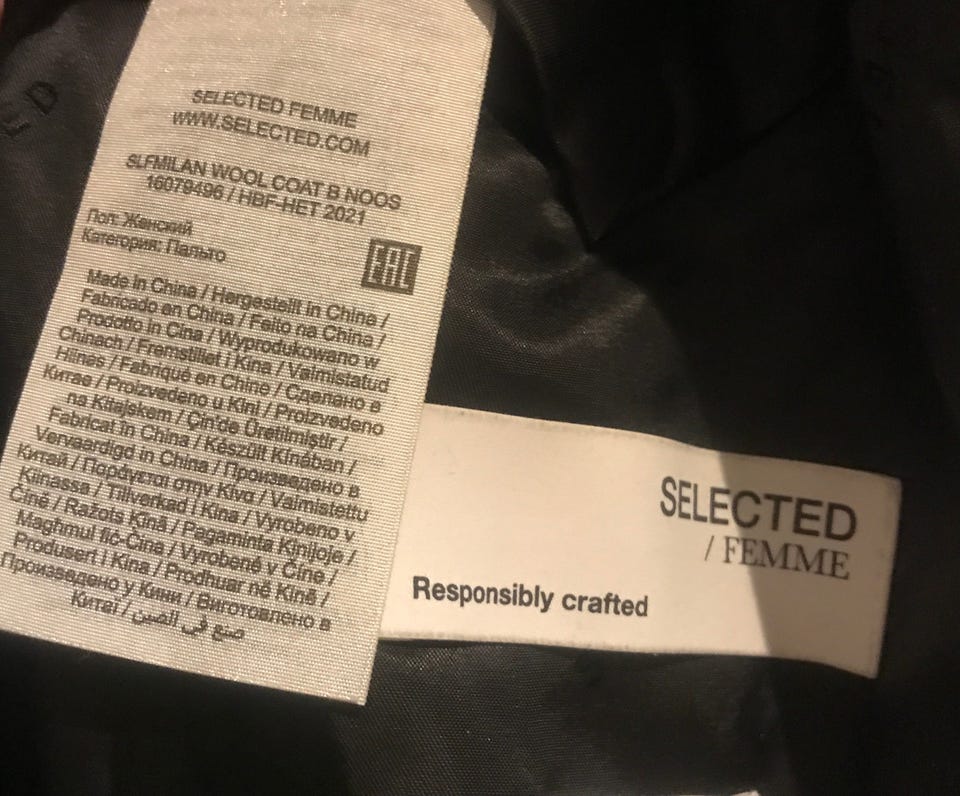 SELECTED FEMME
WWW.SELECTED.COM
SLFMILAN WOOL COAT B NOOS
16079496 / HBF-HET 2021
Пол: Женский
Категория: Пальто
EAC
Made in China / Hergestellt in China /
Fabricado en China / Feito na China /
Prodotto in Cina / Wyprodukowano w
Chinach / Fremstillet i Kina / Valmistatud
Hiinas / Fabriqué en Chine / Сделано в
Китае / Proizvedeno u Kini / Proizvedeno
na Kitajskem / Çin'de Üretilmiştir /
Fabricat în China / Készült Kínában /
Vervaardigd in China / Произведено в
Китай / Παράγεται στην Κίνα / Valmistettu
Kiinassa / Tillverkad i Kina / Vyrobeno v
Číně / Ražots Ķīnā / Pagaminta Kinijoje /
Maghmul fiċ-Ċina / Vyrobené v Číne /
Produsert i Kina / Prodhuar në Kinë /
Произведено у Кини / Виготовлено в
Китаї / صنع في الصين
SELECTED
/ FEMME
Responsibly crafted